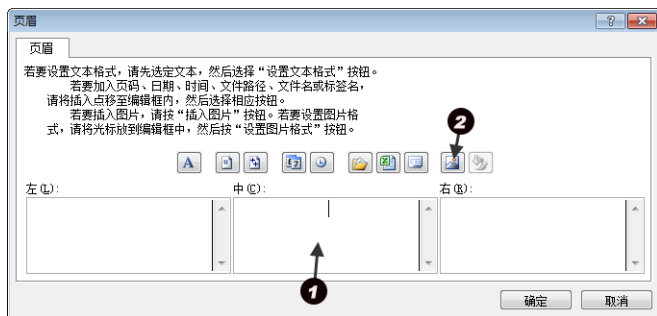 页眉
页眉
若要设置文本格式，请先选定文本，然后选择“设置文本格式”按钮。
若要加入页码、日期、时间、文件路径、文件名或标签名，
请将插入点移至编辑框内，然后选择相应按钮。
若要插入图片，请按“插入图片”按钮。若要设置图片格
式，请将光标放到编辑框中，然后按“设置图片格式”按钮。
2
A
左(L):
中(C):
右(R):
1
确定
取消